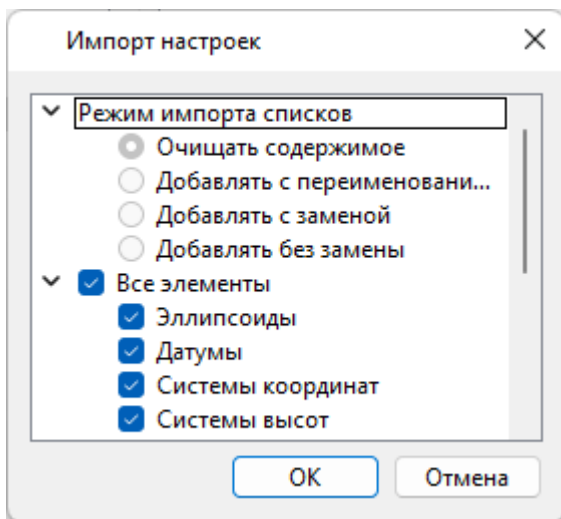 Импорт настроек
Режим импорта списков
Очищать содержимое
Добавлять с переименовани...
Добавлять с заменой
Добавлять без замены
Все элементы
Эллипсоиды
Датумы
Системы координат
Системы высот
ОК
Отмена